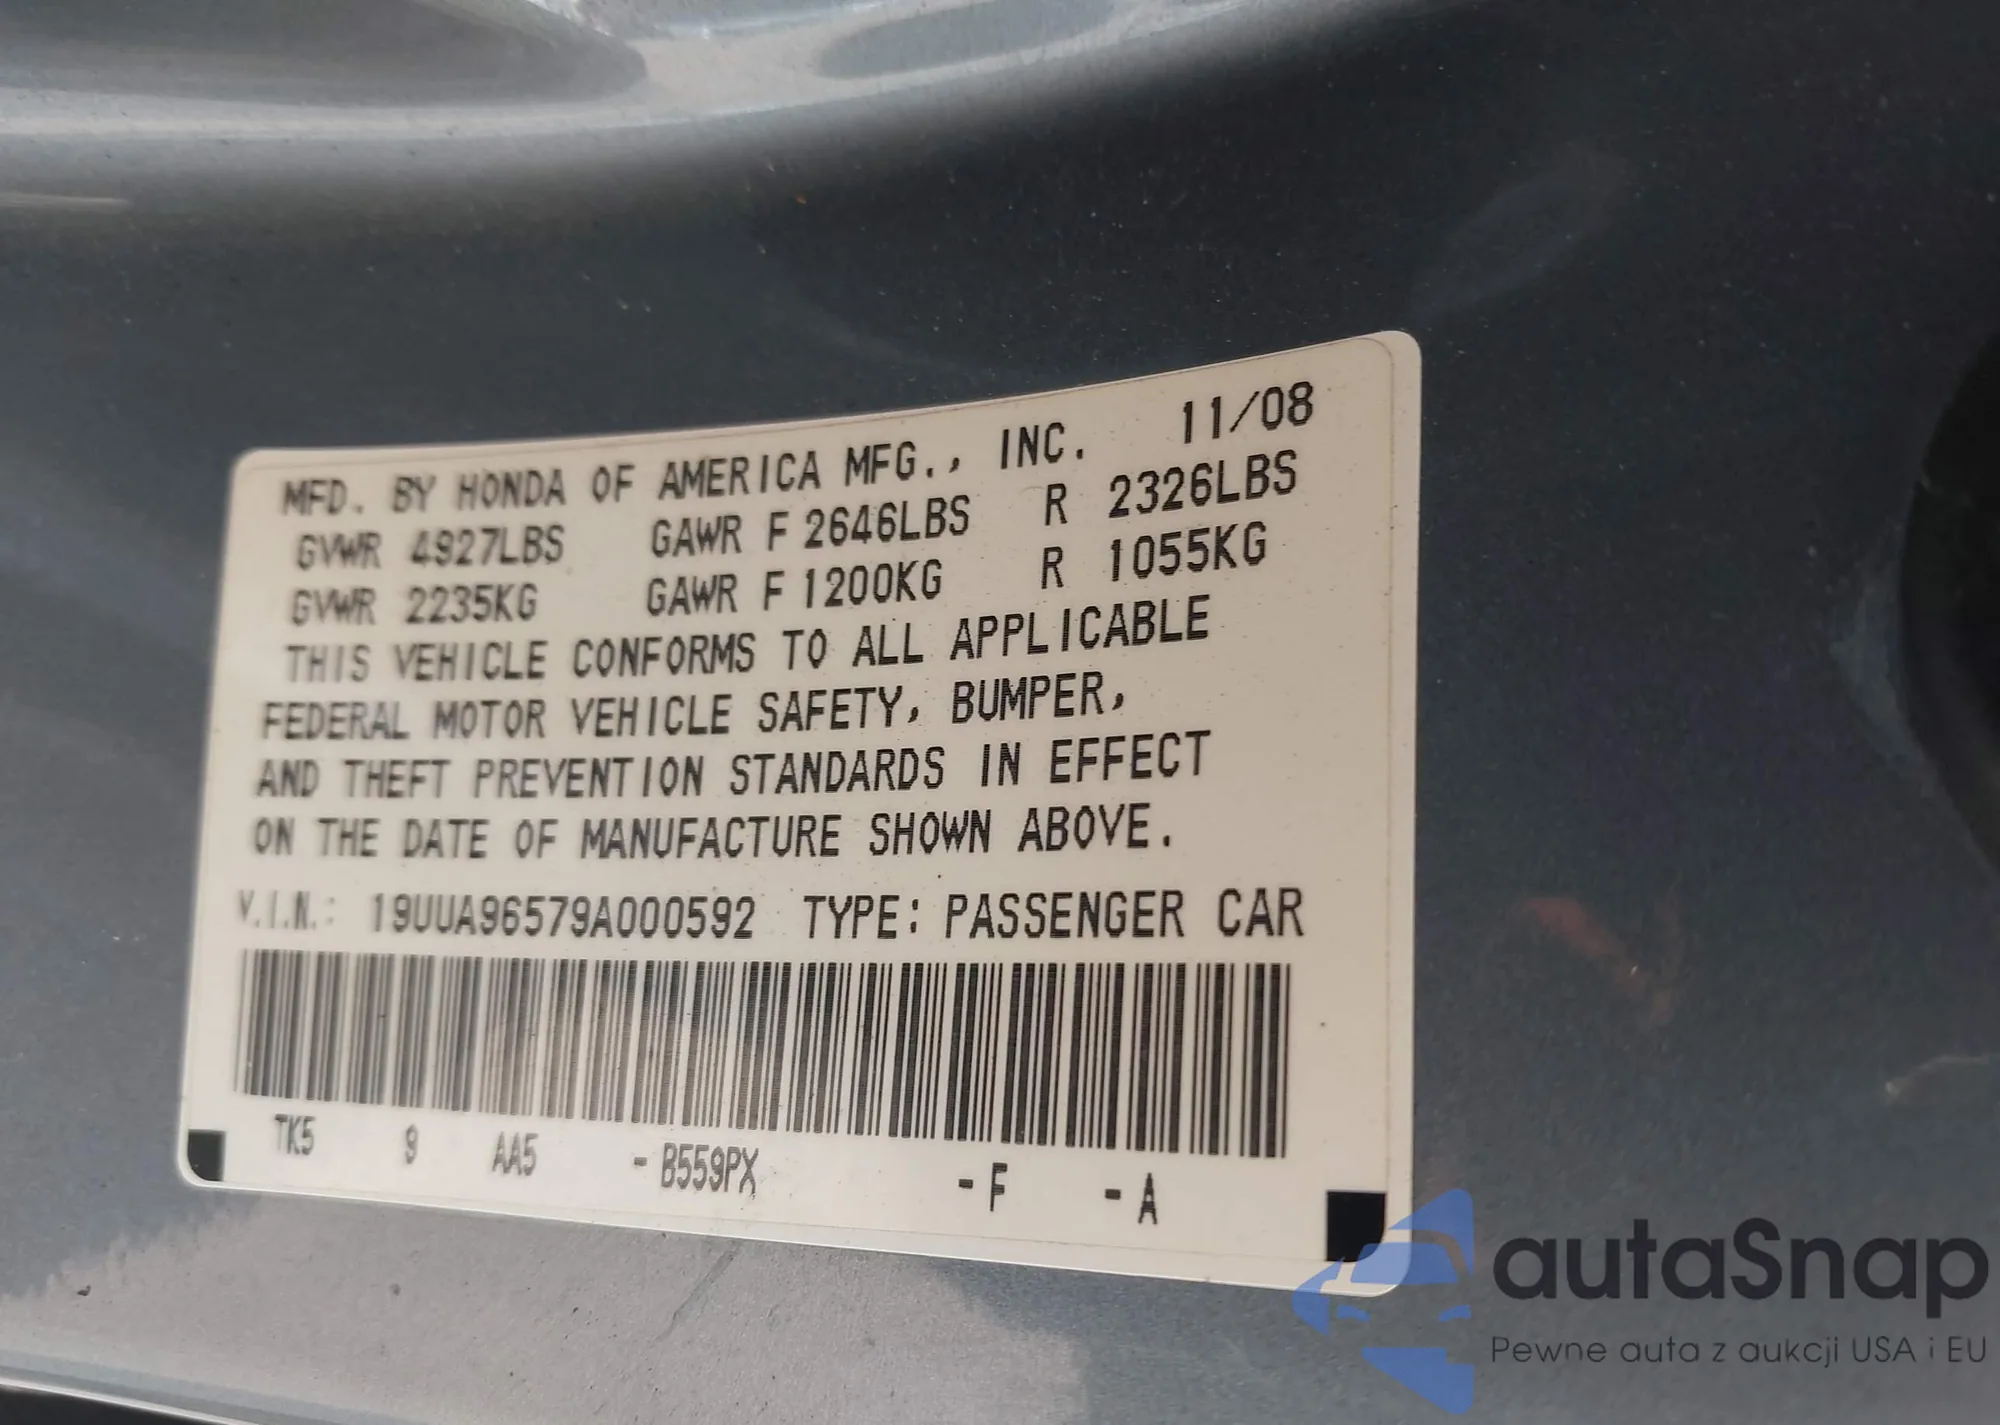 MFD. BY HONDA OF AMERICA MFG., INC. 11/08
GVWR 4927LBS GAWR F 2646LBS R 2326LBS
GVWR 2235KG GAWR F 1200KG R 1055KG
THIS VEHICLE CONFORMS TO ALL APPLICABLE
FEDERAL MOTOR VEHICLE SAFETY, BUMPER,
AND THEFT PREVENTION STANDARDS IN EFFECT
ON THE DATE OF MANUFACTURE SHOWN ABOVE.
V.I.N.: 19UUA96579A000592 TYPE: PASSENGER CAR
TK5 9 AA5 - B559PX - F - A
autaSnap
Pewne auta z aukcji USA i EU